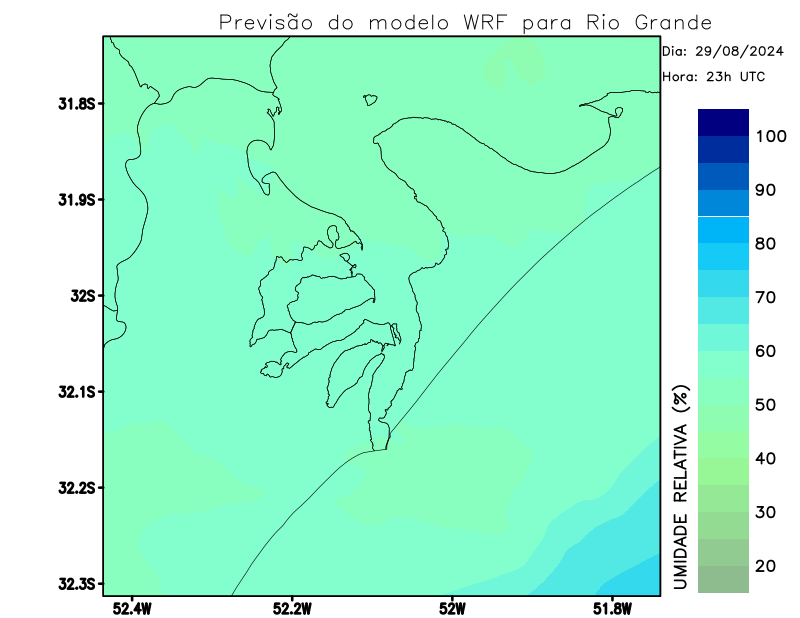 Previsão do modelo WRF para Rio Grande
Dia: 29/08/2024
Hora: 23h UTC
31.8S
31.9S
32S
32.1S
32.2S
32.3S
52.4W
52.2W
52W
51.8W
100
90
80
70
60
50
40
30
20
UMIDADE RELATIVA (%)